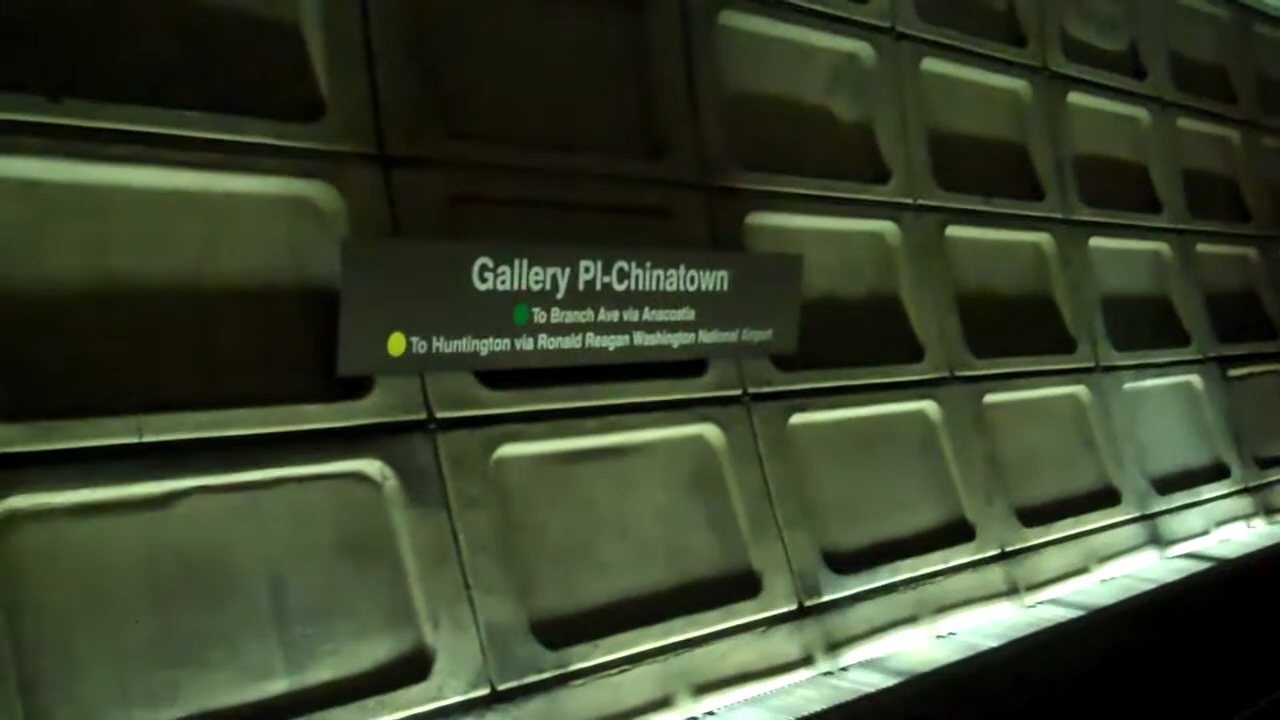 Gallery Pl-Chinatown
To Branch Ave via Anacostia
To Huntington via Ronald Reagan Washington National Airport